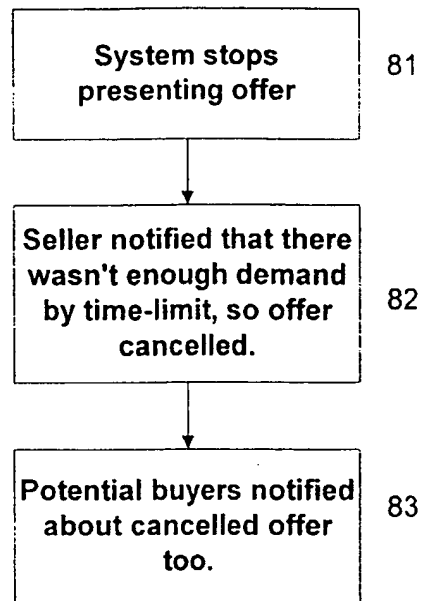 System stops
presenting offer
81
Seller notified that there
wasn't enough demand
by time-limit, so offer
cancelled.
82
Potential buyers notified
about cancelled offer
too.
83